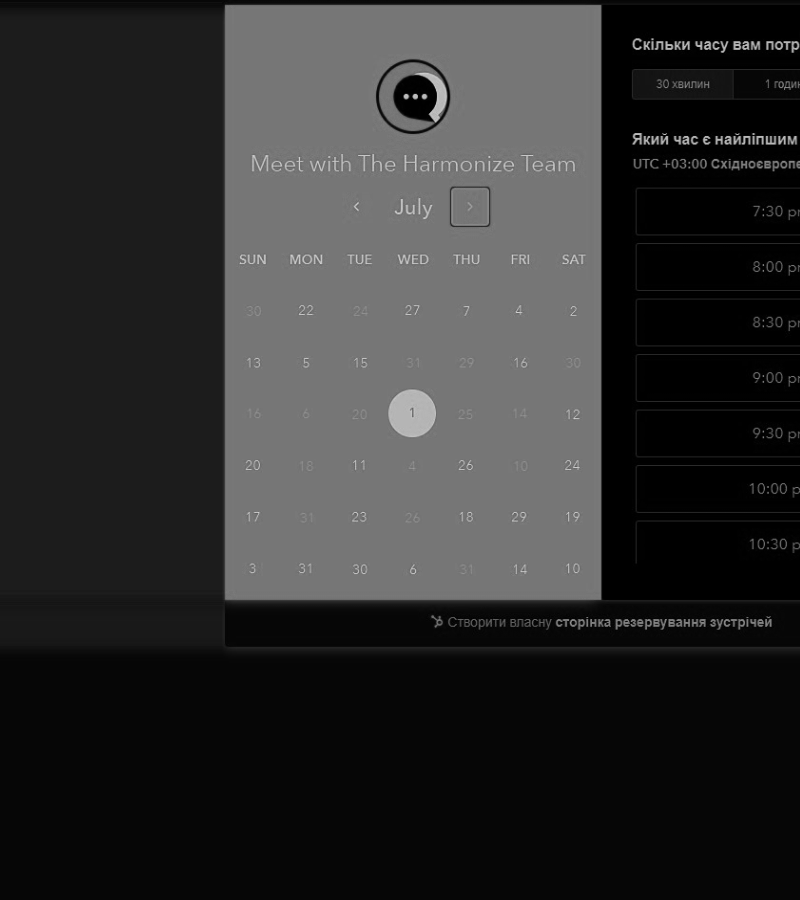 Meet with The Harmonize Team
July
SUN MON TUE WED THU FRI SAT
30 22 24 27 7 4 2
13 5 15 31 29 16 30
16 6 20 1 25 14 12
20 18 11 4 26 10 24
17 31 23 26 18 29 19
3 31 30 6 31 14 10
Скільки часу вам
30 хвилин 1
Який час є найліпшим
UTC +03:00
7:30
8:00
8:30
9:00
9:30
10:00
10:30
Створити власну сторінка резервування зустрічей